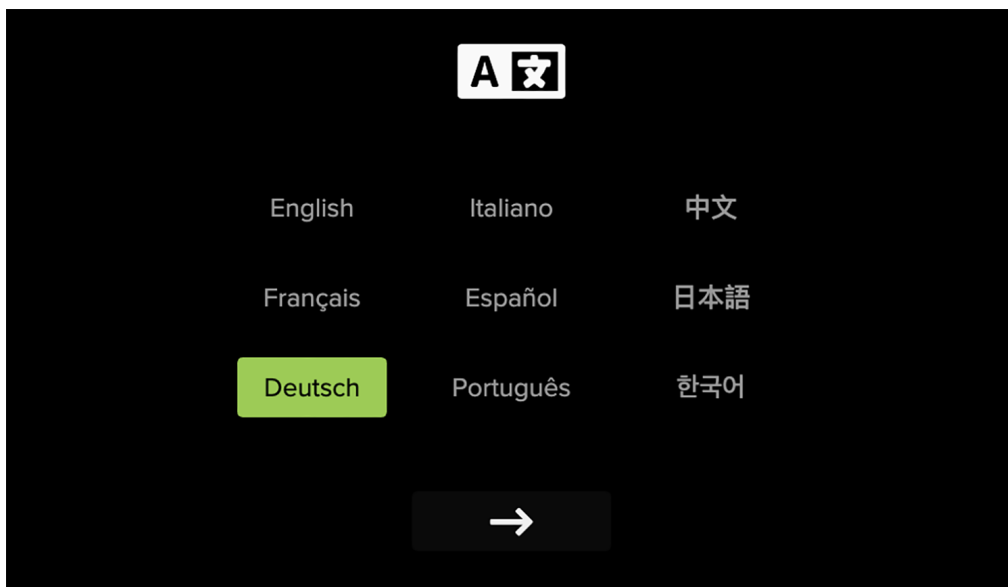 A 文
English Italiano 中文
Français Español 日本語
Deutsch Português 한국어